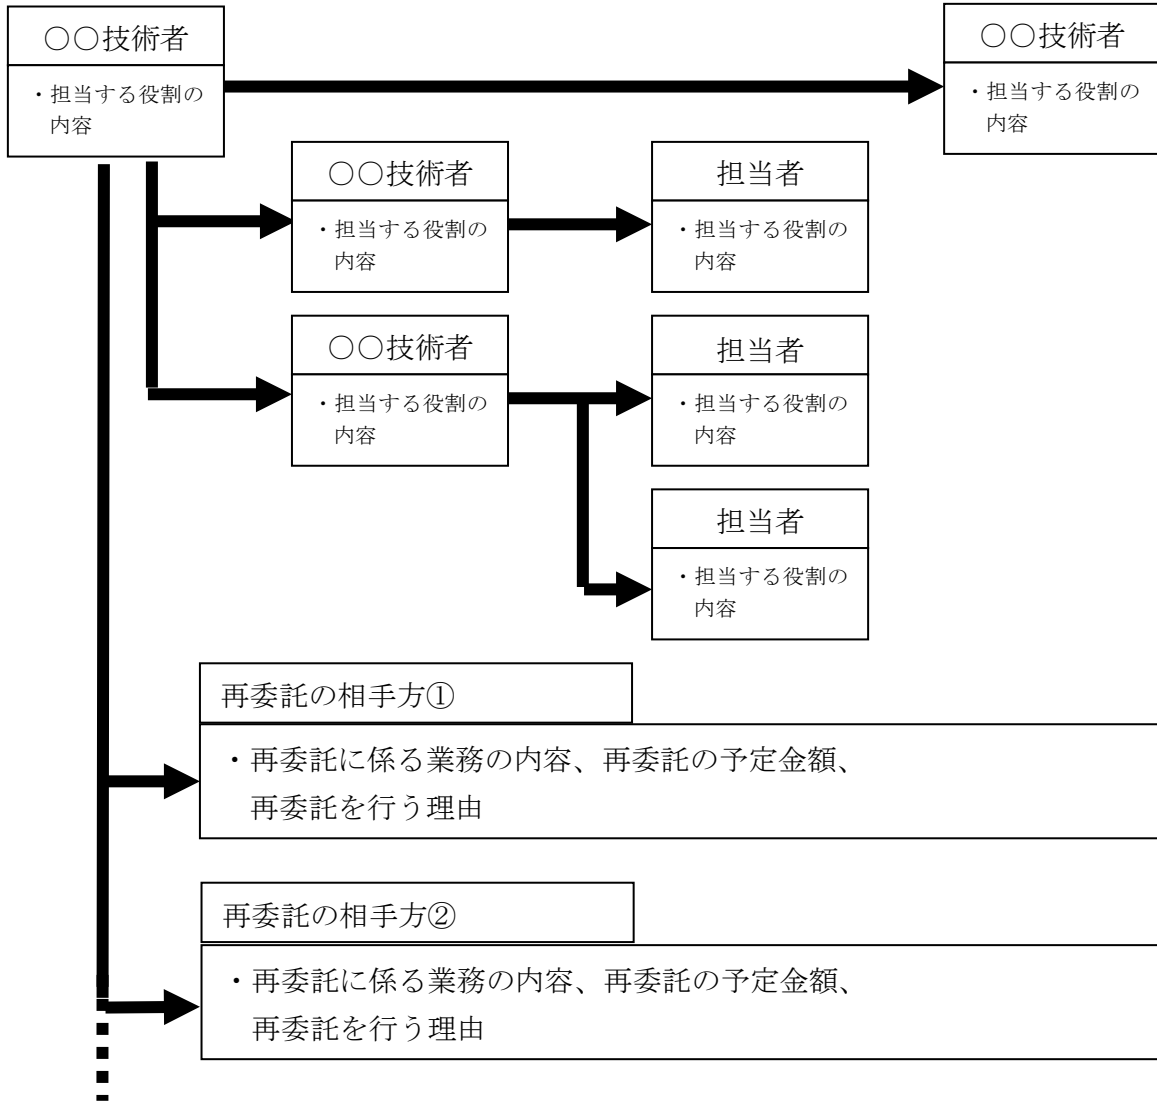 ○○技術者
・担当する役割の
内容
○○技術者
・担当する役割の
内容
○○技術者
・担当する役割の
内容
担当者
・担当する役割の
内容
○○技術者
・担当する役割の
内容
担当者
・担当する役割の
内容
担当者
・担当する役割の
内容
再委託の相手方①
・再委託に係る業務の内容、再委託の予定金額、
再委託を行う理由
再委託の相手方②
・再委託に係る業務の内容、再委託の予定金額、
再委託を行う理由